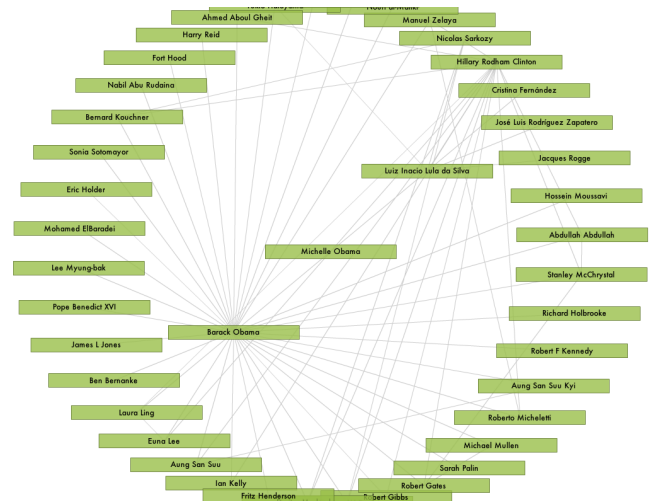 Ahmed Aboul Gheit
Manuel Zelaya
Harry Reid
Nicolas Sarkozy
Fort Hood
Hillary Rodham Clinton
Nabil Abu Rudaina
Cristina Fernández
Bernard Kouchner
José Luis Rodríguez Zapatero
Sonia Sotomayor
Jacques Rogge
Luiz Inacio Lula da Silva
Eric Holder
Hossein Moussavi
Mohamed ElBaradei
Abdullah Abdullah
Michelle Obama
Lee Myung-bak
Stanley McChrystal
Pope Benedict XVI
Richard Holbrooke
Barack Obama
James L Jones
Robert F Kennedy
Ben Bernanke
Aung San Suu Kyi
Laura Ling
Roberto Micheletti
Euna Lee
Michael Mullen
Aung San Suu
Sarah Palin
Ian Kelly
Robert Gates
Fritz Henderson
Robert Gibbs